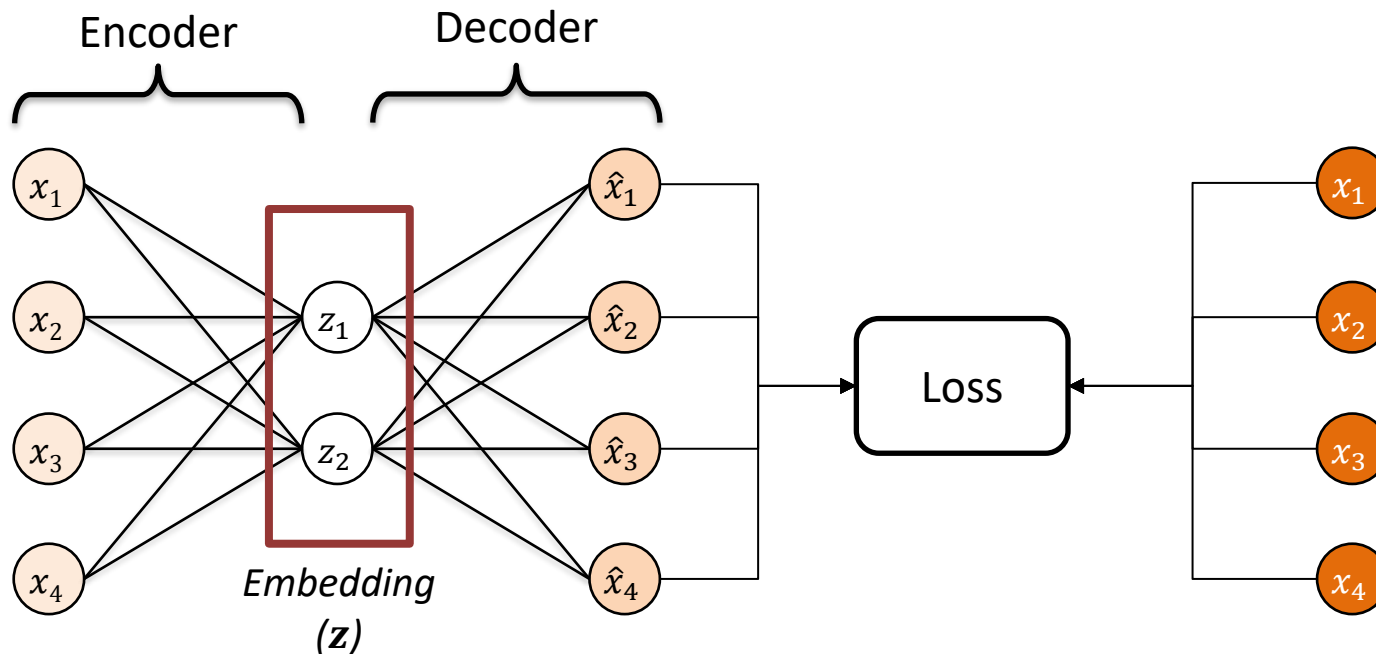 Encoder
Decoder
x₁
x₂
x₃
x₄
z₁
z₂
Embedding
(z)
x̂₁
x̂₂
x̂₃
x̂₄
Loss
x₁
x₂
x₃
x₄